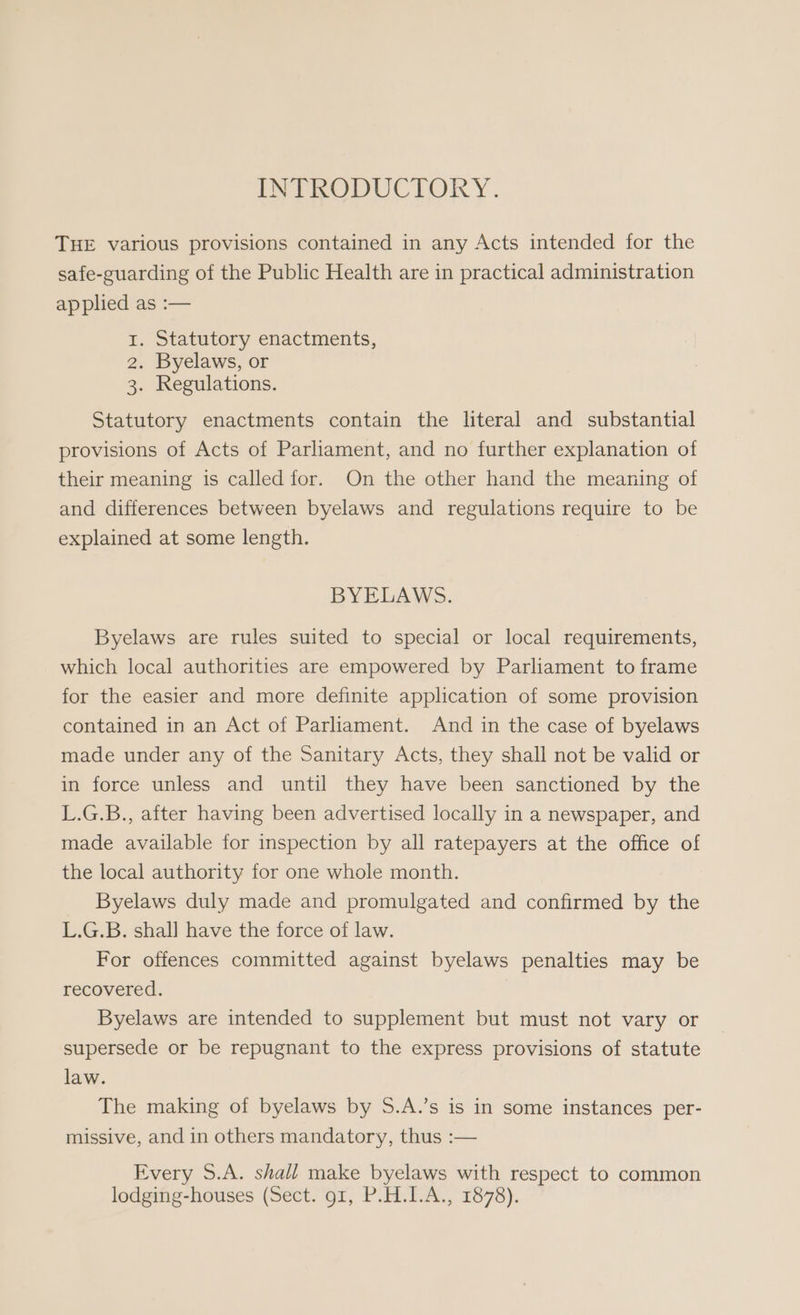 INTRODUCTORY.
THE various provisions contained in any Acts intended for the
safe-guarding of the Public Health are in practical administration
applied as :—
1. Statutory enactments,
2. Byelaws, or
3. Regulations.
Statutory enactments contain the literal and substantial
provisions of Acts of Parliament, and no further explanation of
their meaning is called for. On the other hand the meaning of
and differences between byelaws and regulations require to be
explained at some length.
BYELAWS.
Byelaws are rules suited to special or local requirements,
which local authorities are empowered by Parliament to frame
for the easier and more definite application of some provision
contained in an Act of Parliament. And in the case of byelaws
made under any of the Sanitary Acts, they shall not be valid or
in force unless and until they have been sanctioned by the
L.G.B., after having been advertised locally in a newspaper, and
made available for inspection by all ratepayers at the office of
the local authority for one whole month.
Byelaws duly made and promulgated and confirmed by the
L.G.B. shall have the force of law.
For offences committed against byelaws penalties may be
recovered.
Byelaws are intended to supplement but must not vary or
supersede or be repugnant to the express provisions of statute
law.
The making of byelaws by S.A.'s is in some instances per-
missive, and in others mandatory, thus :—
Every S.A. shall make byelaws with respect to common
lodging-houses (Sect. 91, P.H.I.A., 1878).